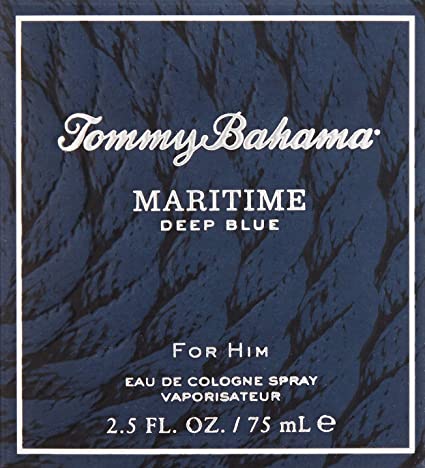 Tommy Bahama
MARITIME
DEEP BLUE
FOR HIM
EAU DE COLOGNE SPRAY
VAPORISATEUR
2.5 FL. OZ. / 75 mL ℮